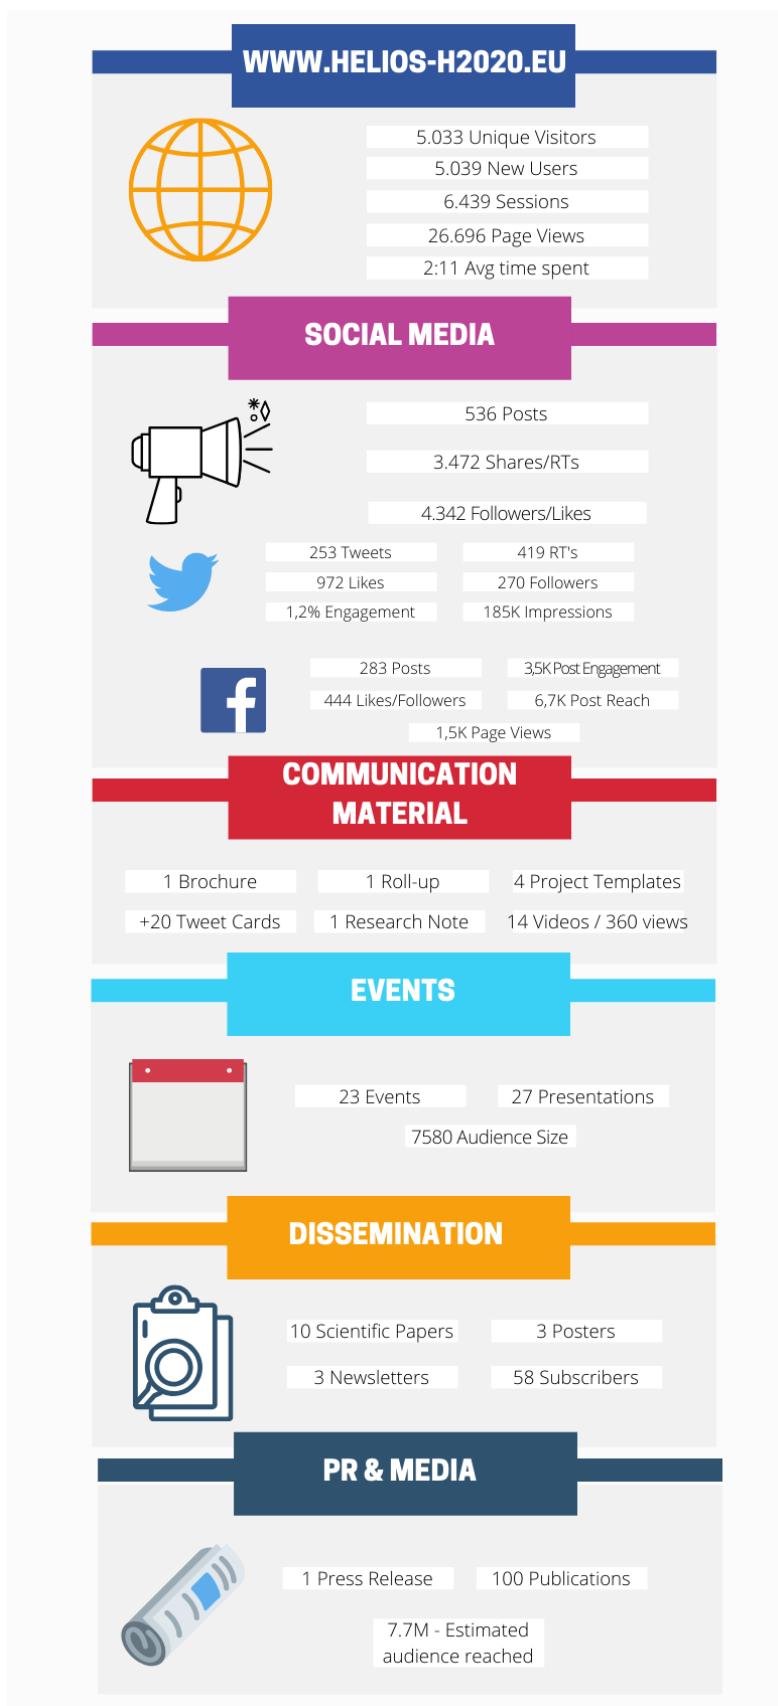 WWW.HELIOS-H2020.EU
5.033 Unique Visitors
5.039 New Users
6.439 Sessions
26.696 Page Views
2:11 Avg time spent
SOCIAL MEDIA
536 Posts
3.472 Shares/RTs
4.342 Followers/Likes
253 Tweets
419 RT's
972 Likes
270 Followers
1,2% Engagement
185K Impressions
283 Posts
3,5K Post Engagement
444 Likes/Followers
6,7K Post Reach
1,5K Page Views
COMMUNICATION
MATERIAL
1 Brochure
1 Roll-up
4 Project Templates
+20 Tweet Cards
1 Research Note
14 Videos / 360 views
EVENTS
23 Events
27 Presentations
7580 Audience Size
DISSEMINATION
10 Scientific Papers
3 Posters
3 Newsletters
58 Subscribers
PR & MEDIA
1 Press Release
100 Publications
7.7M - Estimated
audience reached